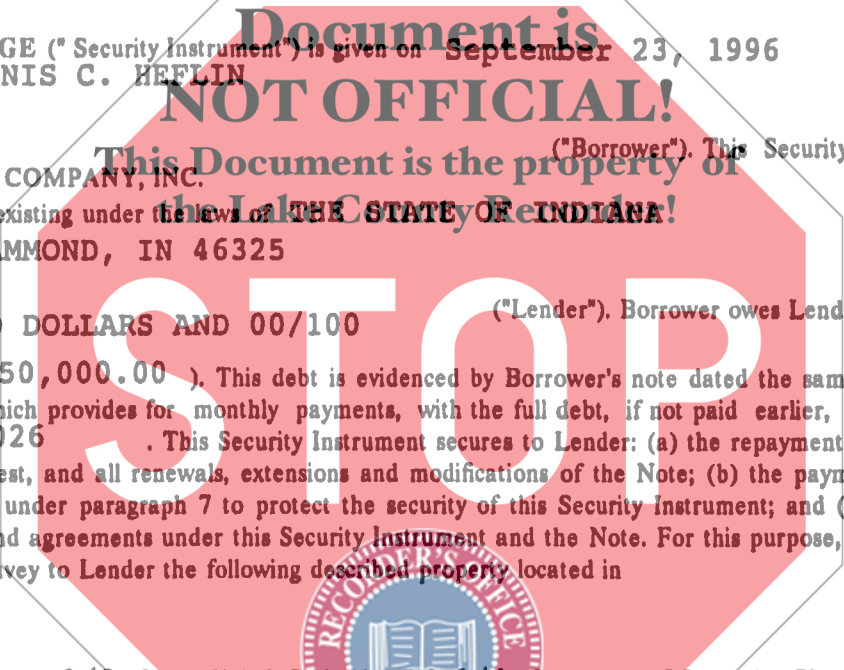 Document is
GE ("Security Instrument") is given on September 23, 1996
NIS C. HEFLIN
NOT OFFICIAL!
("Borrower"). This Security
This Document is the property of
COMPANY, INC.
existing under the laws of THE STATE OF INDIANA
the Lake County Recorder!
MMOND, IN 46325
("Lender"). Borrower owes Lend
DOLLARS AND 00/100
STOP
50,000.00 ). This debt is evidenced by Borrower's note dated the sam
hich provides for monthly payments, with the full debt, if not paid earlier,
026 . This Security Instrument secures to Lender: (a) the repayment
est, and all renewals, extensions and modifications of the Note; (b) the paym
under paragraph 7 to protect the security of this Security Instrument; and (
nd agreements under this Security Instrument and the Note. For this purpose,
vey to Lender the following described property located in
RECORDER'S OFFICE